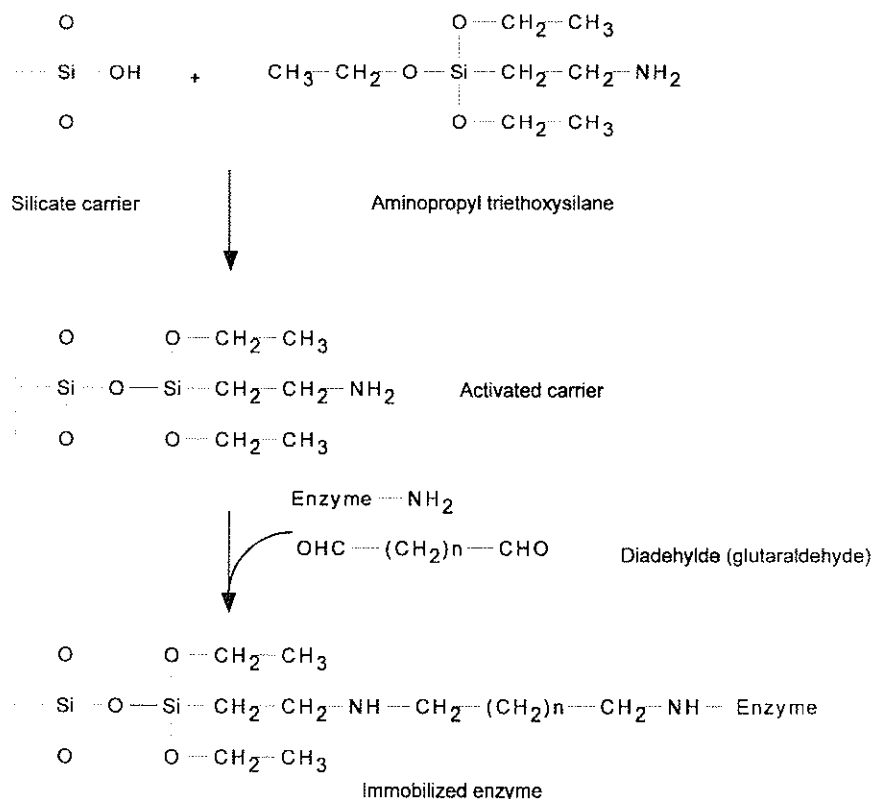 O O — CH2 — CH3
Si — OH + CH3 — CH2 — O — Si — CH2 — CH2 — NH2
O O — CH2 — CH3
Silicate carrier Aminopropyl triethoxysilane
O O — CH2 — CH3
Si — O — Si — CH2 — CH2 — NH2 Activated carrier
O O — CH2 — CH3
Enzyme — NH2
OHC — (CH2)n — CHO Diadehylde (glutaraldehyde)
O O — CH2 — CH3
Si — O — Si — CH2 — CH2 — NH — CH2 — (CH2)n — CH2 — NH — Enzyme
O O — CH2 — CH3
Immobilized enzyme